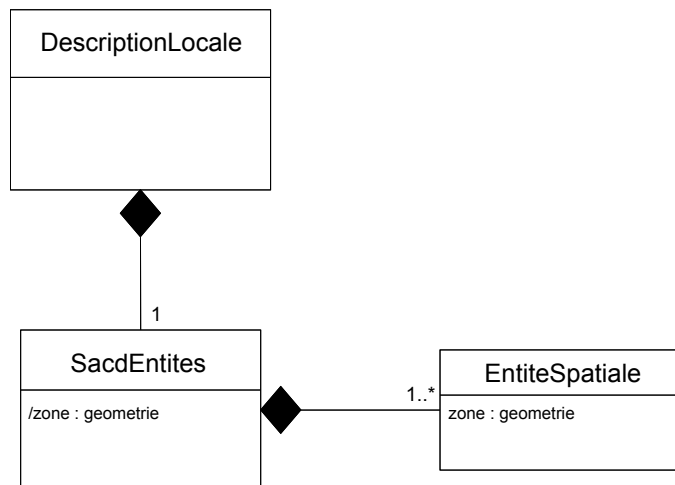 DescriptionLocale
1
SacdEntites
/zone : geometrie
1..*
EntiteSpatiale
zone : geometrie